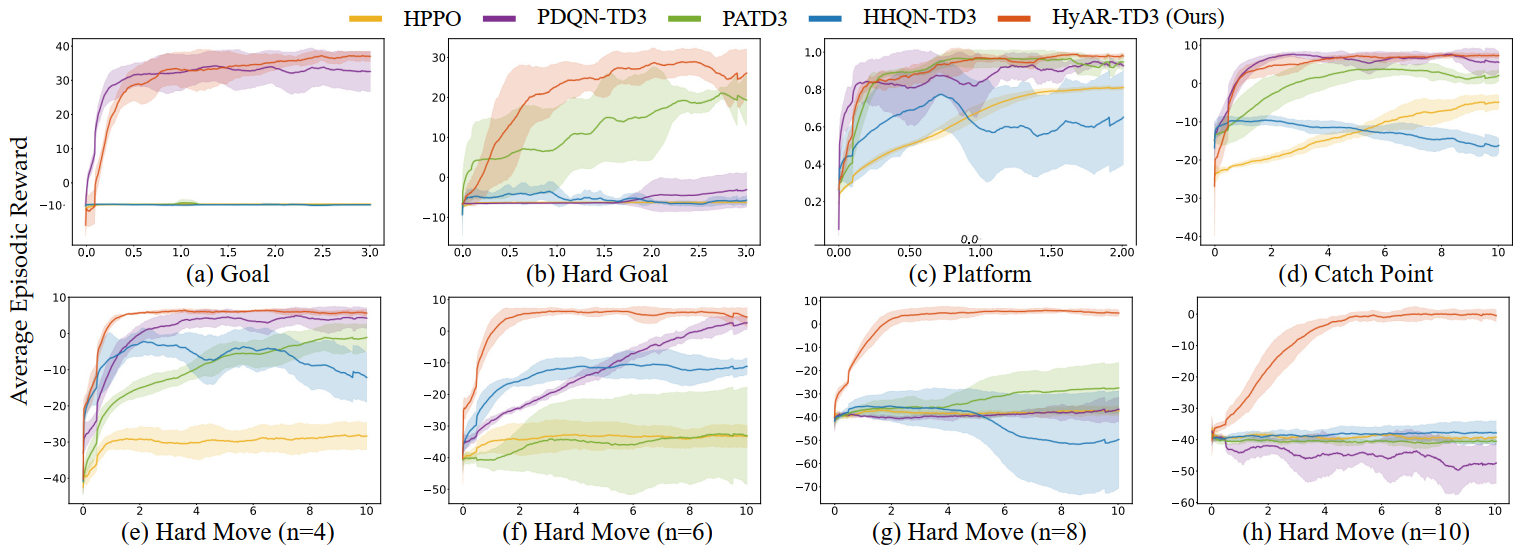 HPPO PDQN-TD3 PATD3 HHQN-TD3 HyAR-TD3 (Ours)
Average Episodic Reward
40
30
20
10
0
−10
0.0 0.5 1.0 1.5 2.0 2.5 3.0
(a) Goal
30
20
10
0
−10
0.0 0.5 1.0 1.5 2.0 2.5 3.0
(b) Hard Goal
1.0
0.8
0.6
0.4
0.2
0.0
0.00 0.50 1.00 1.50 2.00
(c) Platform
10
0
−10
−20
−30
−40
0 2 4 6 8 10
(d) Catch Point
10
0
−10
−20
−30
−40
0 2 4 6 8 10
(e) Hard Move (n=4)
10
0
−10
−20
−30
−40
−50
0 2 4 6 8 10
(f) Hard Move (n=6)
10
0
−10
−20
−30
−40
−50
−60
−70
0 2 4 6 8 10
(g) Hard Move (n=8)
0
−10
−20
−30
−40
−50
−60
0 2 4 6 8 10
(h) Hard Move (n=10)